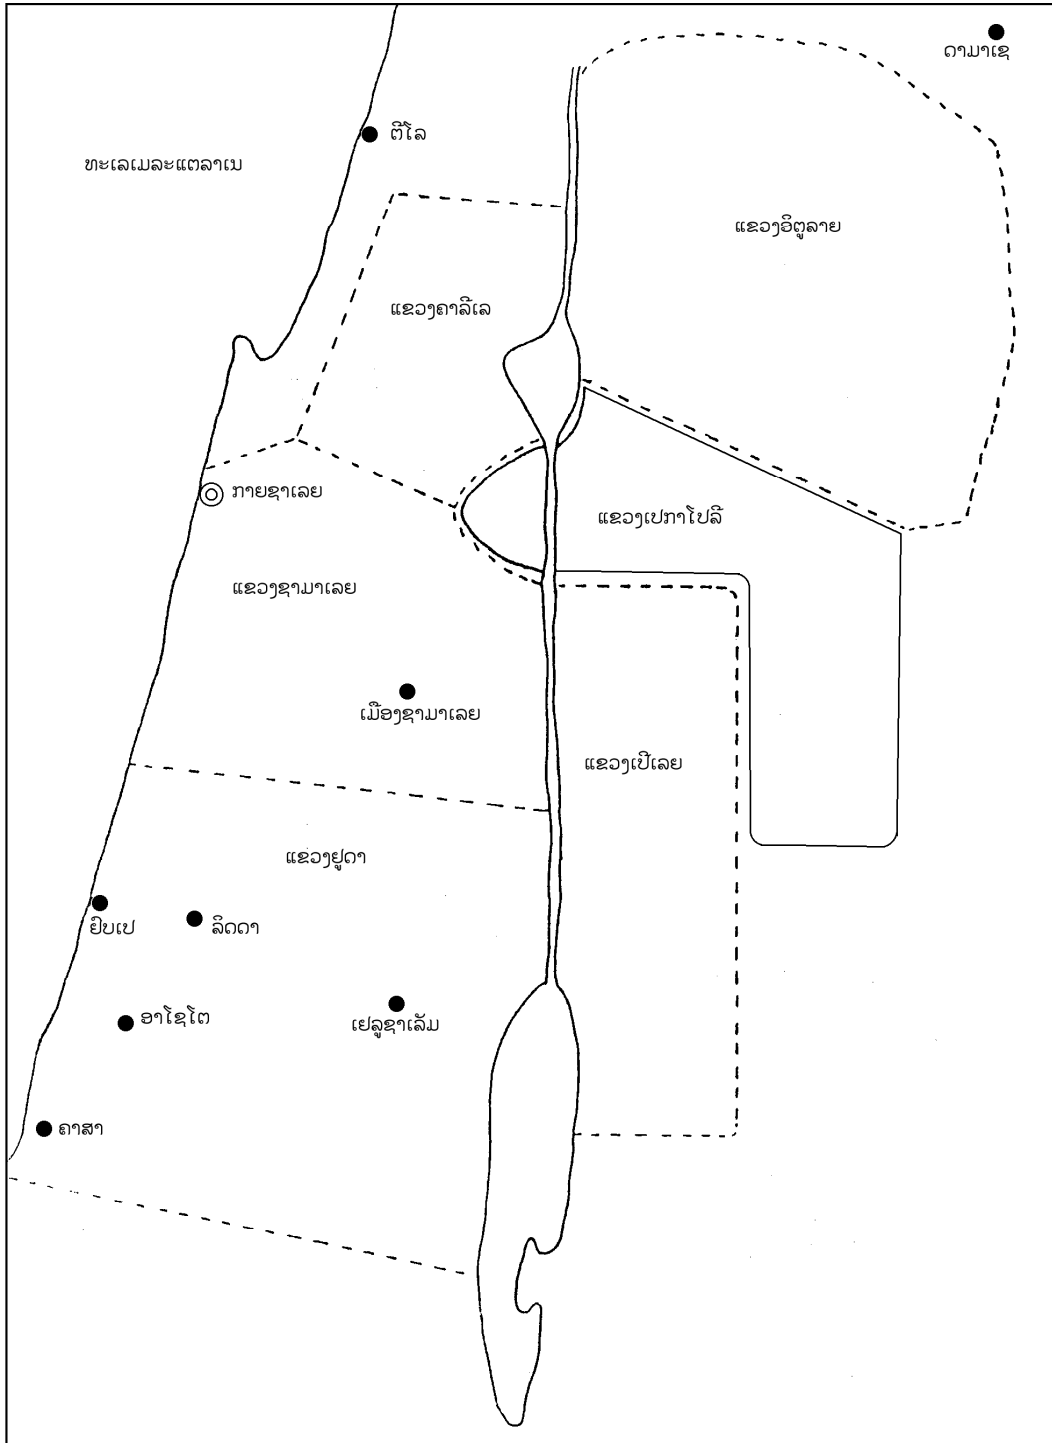 ດາມາເຊ
ຕີໂລ
ທະເລເມລະແຕລາເນ
ແຂວງອິຕູລາຍ
ແຂວງຄາລີເລ
ກາຍຊາເລຍ
ແຂວງເປກາໂປລີ
ແຂວງຊາມາເລຍ
ເມືອງຊາມາເລຍ
ແຂວງເປີເລຍ
ແຂວງຢູດາ
ຢົບເປ
ລິດດາ
ອາໂຊໂຕ
ເຢລູຊາເລັມ
ຄາສາ